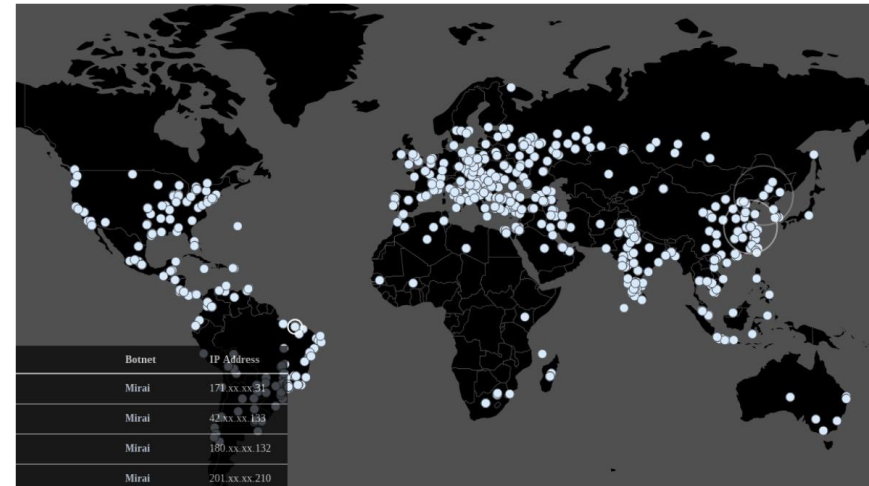 Botnet IP Address
Mirai 171.xx.xx.31
Mirai 42.xx.xx.133
Mirai 180.xx.xx.132
Mirai 201.xx.xx.210